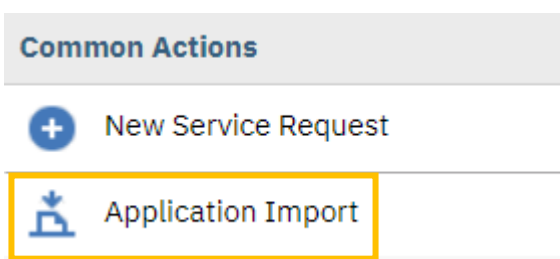 Common Actions
New Service Request
Application Import